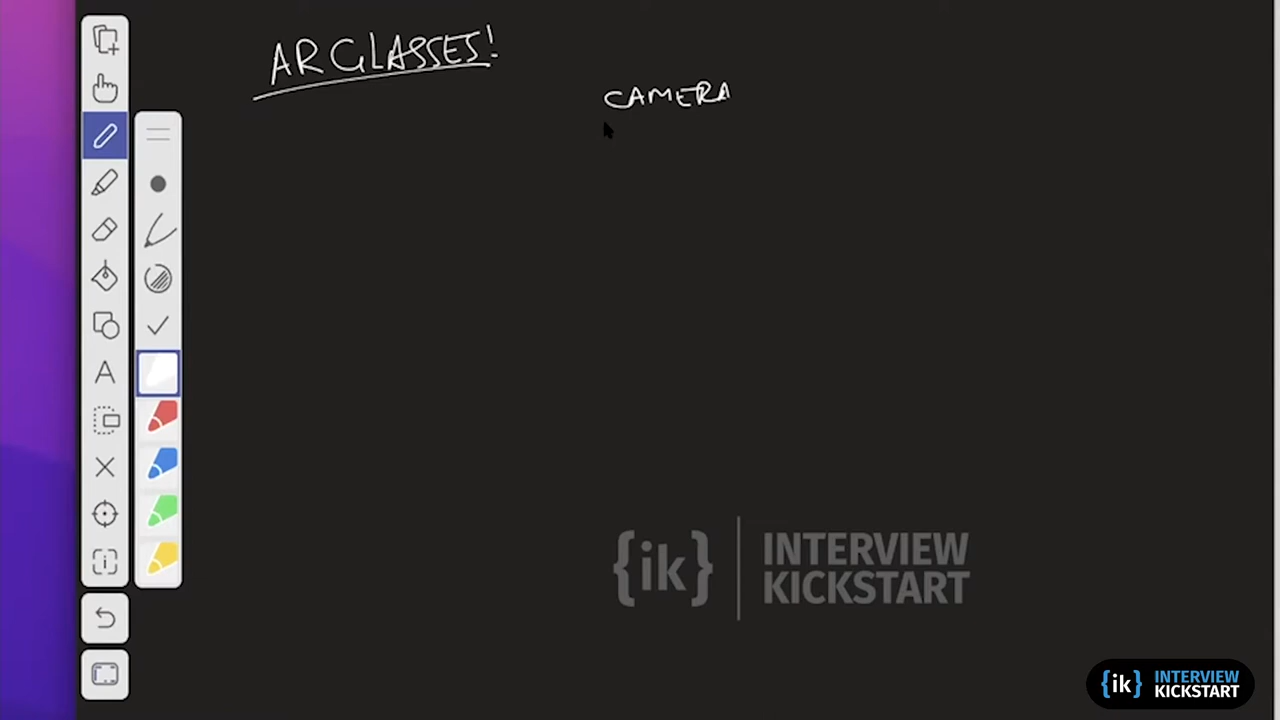 AR GLASSES!
CAMERA
A
{ik} INTERVIEW
KICKSTART
{ik} INTERVIEW
KICKSTART